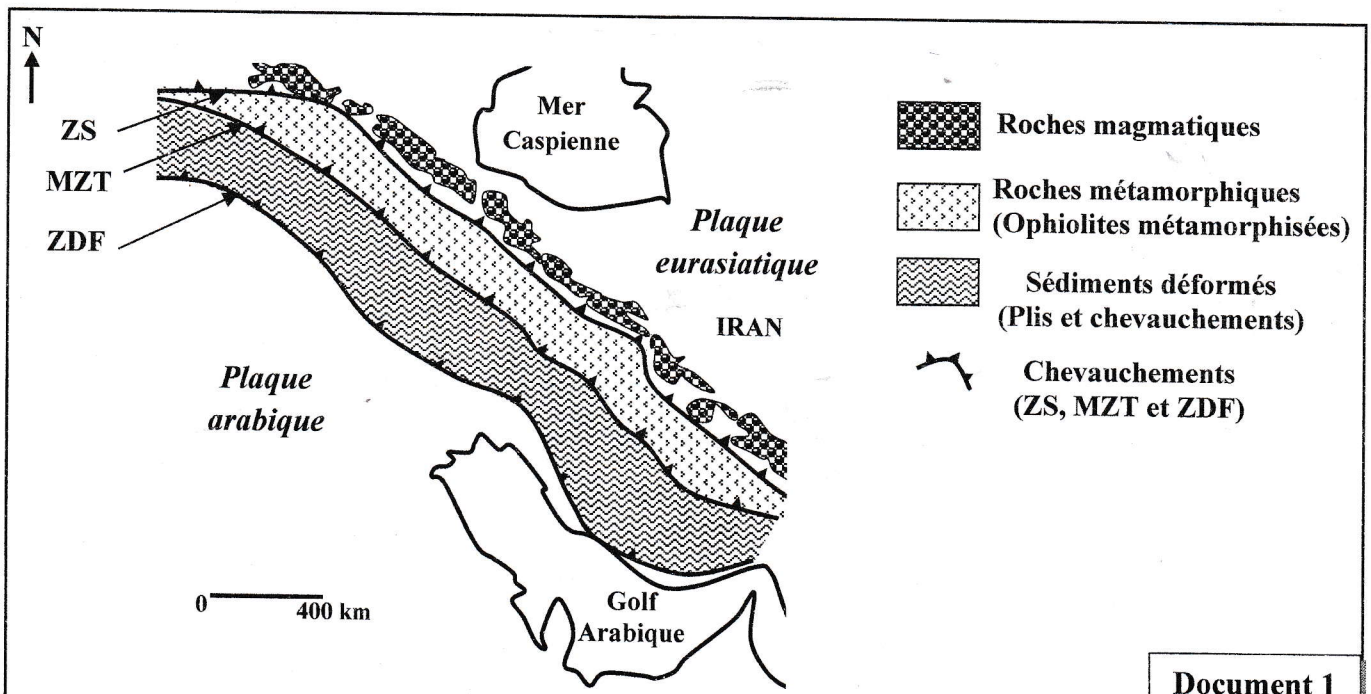 N
ZS
MZT
ZDF
Mer
Caspienne
Plaque
eurasiatique
IRAN
Plaque
arabique
0 400 km
Golf
Arabique
Roches magmatiques
Roches métamorphiques
(Ophiolites métamorphisées)
Sédiments déformés
(Plis et chevauchements)
Chevauchements
(ZS, MZT et ZDF)
Document 1